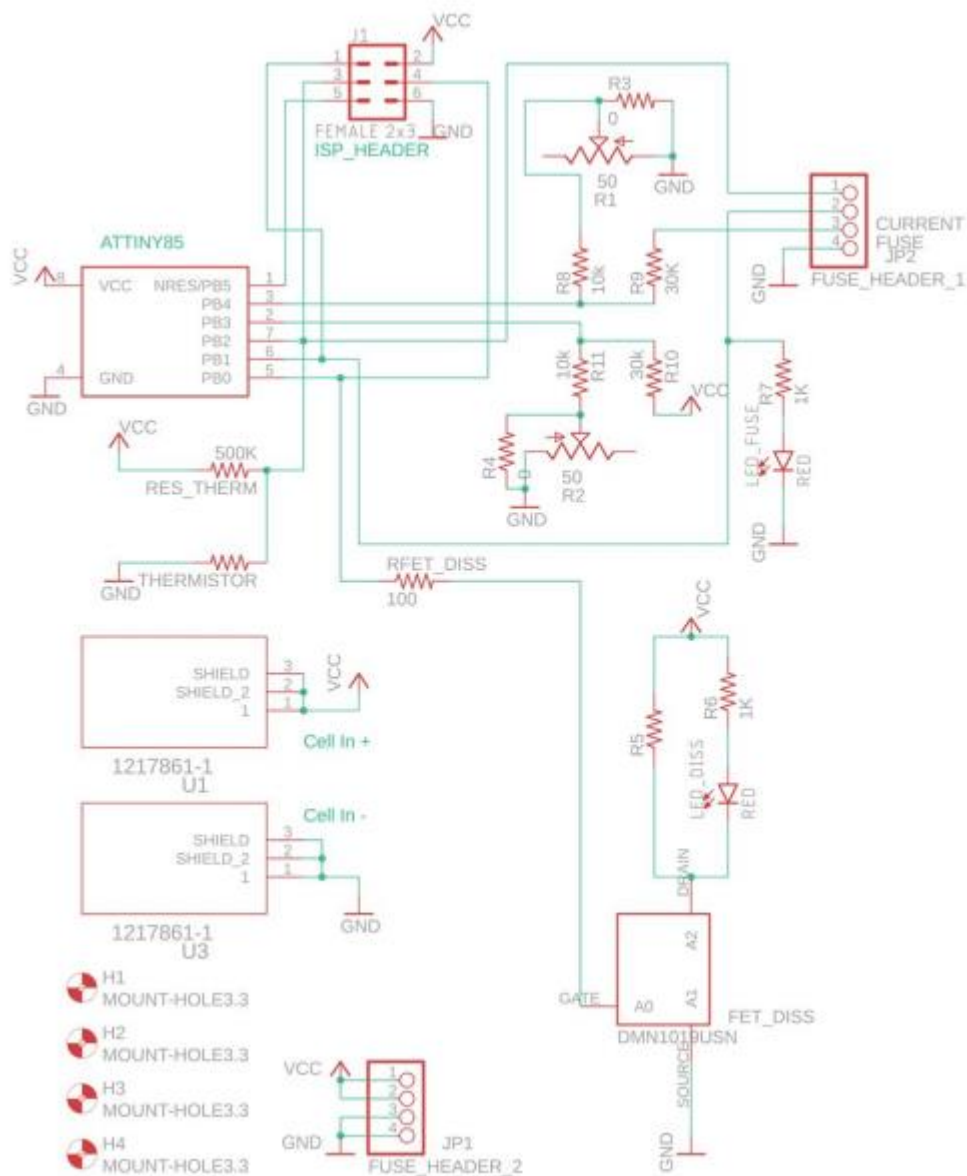 VCC
J1
1 2
3 4
5 6
FEMALE 2x3
GND
ISP_HEADER
R3
0
50
R1
GND
ATTINY85
VCC
8
VCC
NRES/PB5 1
PB4 3
PB3 2
PB2 7
PB1 6
PB0 5
4
GND
GND
R8
10k
R9
30K
1
2
3
4
CURRENT
FUSE
JP2
FUSE_HEADER_1
GND
10k
R11
30k
R10
VCC
R7
1K
LED_FUSE
RED
GND
R4
0
50
R2
GND
VCC
500K
RES_THERM
GND
THERMISTOR
RFET_DISS
100
SHIELD 3
SHIELD_2 2
1 1
VCC
Cell In +
1217861-1
U1
Cell In -
SHIELD 3
SHIELD_2 2
1 1
GND
1217861-1
U3
VCC
R5
R6
1K
LED_DISS
RED
DRAIN
A2
GATE
A0
A1
FET_DISS
DMN1019USN
SOURCE
GND
H1
MOUNT-HOLE3.3
H2
MOUNT-HOLE3.3
H3
MOUNT-HOLE3.3
H4
MOUNT-HOLE3.3
VCC
1
2
3
4
GND
JP1
FUSE_HEADER_2